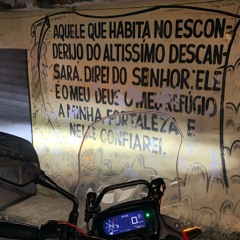 AQUELE QUE HABITA NO ESCON-
DERIJO DO ALTISSÍMO DESCAN-
SARÁ. DIREI DO SENHOR, ELE
É O MEU DEUS O MEU REFÚGIO
A MINHA FORTALEZA E
NELE CONFIAREI.